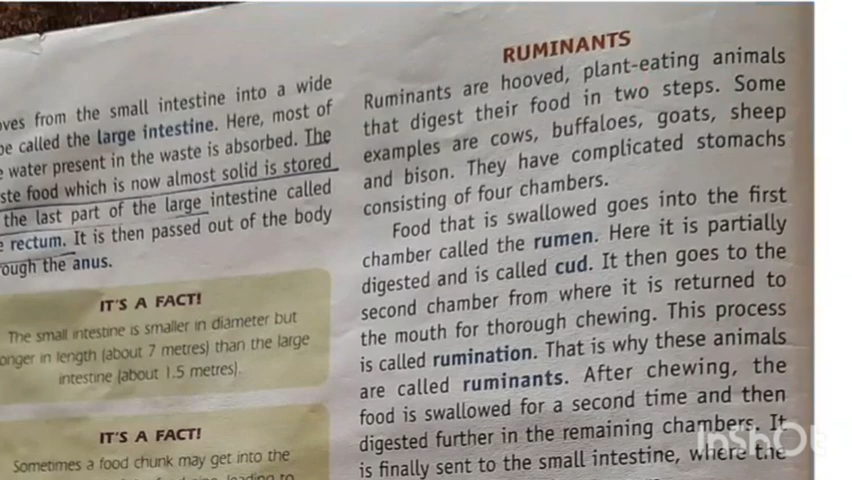 oves from the small intestine into a wide
be called the large intestine. Here, most of
water present in the waste is absorbed. The
ste food which is now almost solid is stored
the last part of the large intestine called
rectum. It is then passed out of the body
ough the anus.
IT'S A FACT!
The small intestine is smaller in diameter but
onger in length (about 7 metres) than the large
intestine (about 1.5 metres).
IT'S A FACT!
Sometimes a food chunk may get into the
leading to
RUMINANTS
Ruminants are hooved, plant-eating animals
that digest their food in two steps. Some
examples are cows, buffaloes, goats, sheep
and bison. They have complicated stomachs
consisting of four chambers.
Food that is swallowed goes into the first
chamber called the rumen. Here it is partially
digested and is called cud. It then goes to the
second chamber from where it is returned to
the mouth for thorough chewing. This process
is called rumination. That is why these animals
are called ruminants. After chewing, the
food is swallowed for a second time and then
digested further in the remaining chambers. It
is finally sent to the small intestine, where the
InShOt